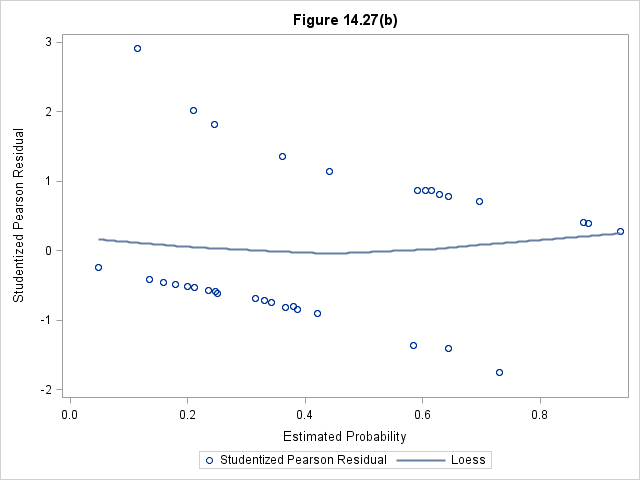 Figure 14.27(b)
3
2
1
0
-1
-2
Studentized Pearson Residual
0.0
0.2
0.4
0.6
0.8
Estimated Probability
Studentized Pearson Residual
Loess